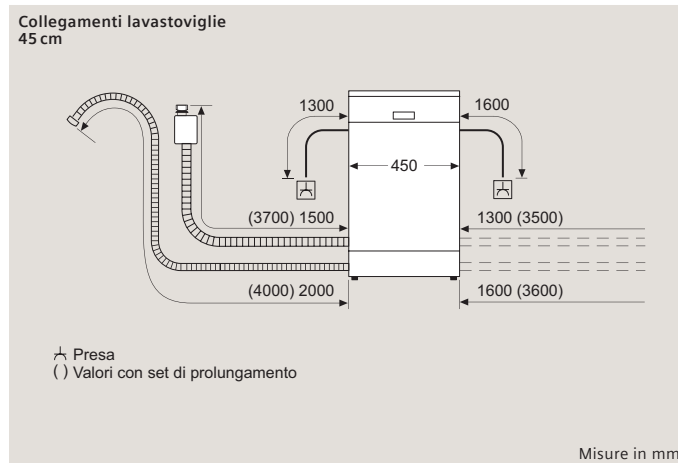 Collegamenti lavastoviglie
45 cm
1300
1600
450
(3700) 1500
1300 (3500)
(4000) 2000
1600 (3600)
Presa
( ) Valori con set di prolungamento
Misure in mm